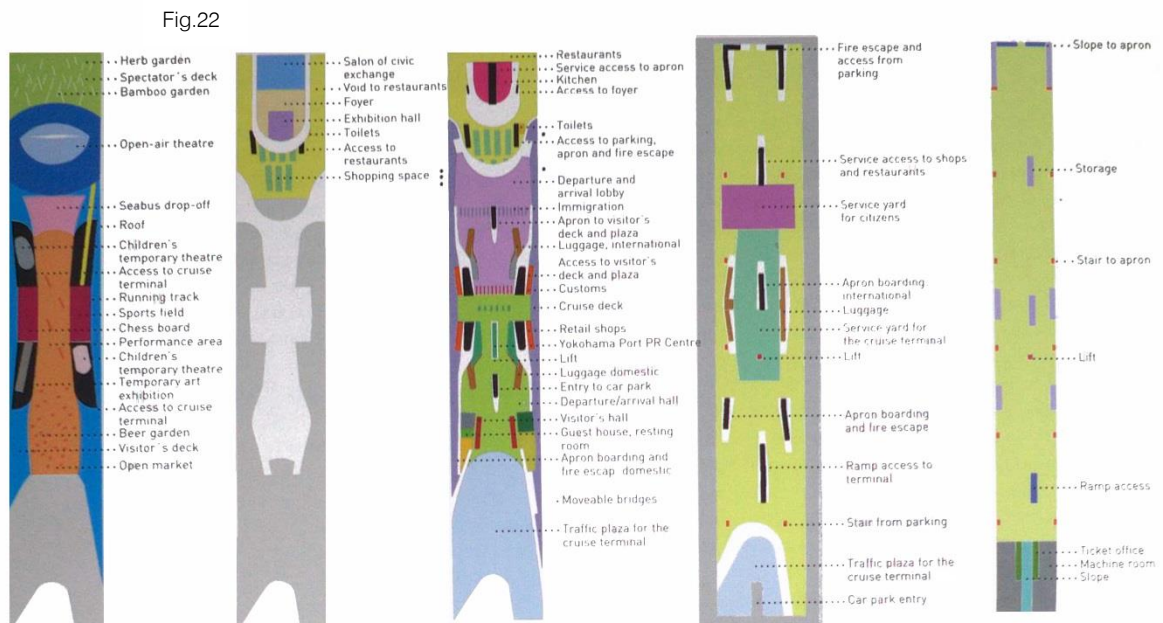 Fig.22
Herb garden
Spectator's deck
Bamboo garden
Open-air theatre
Seabus drop-off
Roof
Children's
temporary theatre
Access to cruise
terminal
Running track
Sports field
Chess board
Performance area
Children's
temporary theatre
Temporary art
exhibition
Access to cruise
terminal
Beer garden
Visitor's deck
Open market
Salon of civic
exchange
Void to restaurants
Foyer
Exhibition hall
Toilets
Access to
restaurants
Shopping space
Restaurants
Service access to apron
Kitchen
Access to foyer
Toilets
Access to parking,
apron and fire escape
Departure and
arrival lobby
Immigration
Apron to visitor's
deck and plaza
Luggage, international
Access to visitor's
deck and plaza
Customs
Cruise deck
Retail shops
Yokohama Port PR Centre
Lift
Luggage domestic
Entry to car park
Departure/arrival hall
Visitor's hall
Guest house, resting
room
Apron boarding and
fire escap domestic
Moveable bridges
Traffic plaza for the
cruise terminal
Fire escape and
access from
parking
Service access to shops
and restaurants
Service yard
for citizens
Apron boarding
international
Luggage
Service yard for
the cruise terminal
Lift
Apron boarding
and fire escape
Ramp access to
terminal
Stair from parking
Traffic plaza for the
cruise terminal
Car park entry
Slope to apron
Storage
Stair to apron
Lift
Ramp access
Ticket office
Machine room
Slope